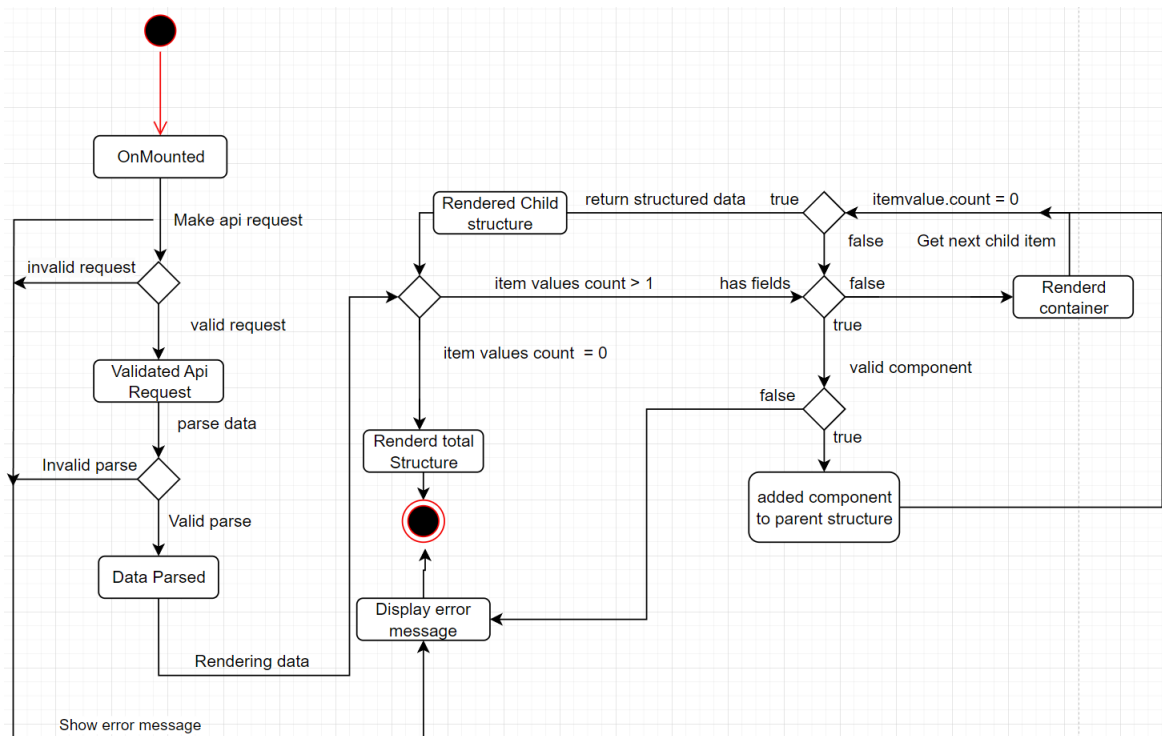 OnMounted
Make api request
invalid request
valid request
Validated Api
Request
parse data
Invalid parse
Valid parse
Data Parsed
Rendering data
Show error message
Rendered Child
structure
return structured data
true
itemvalue.count = 0
false
Get next child item
item values count > 1
has fields
false
Renderd
container
true
item values count  = 0
valid component
false
true
Renderd total
Structure
added component
to parent structure
Display error
message